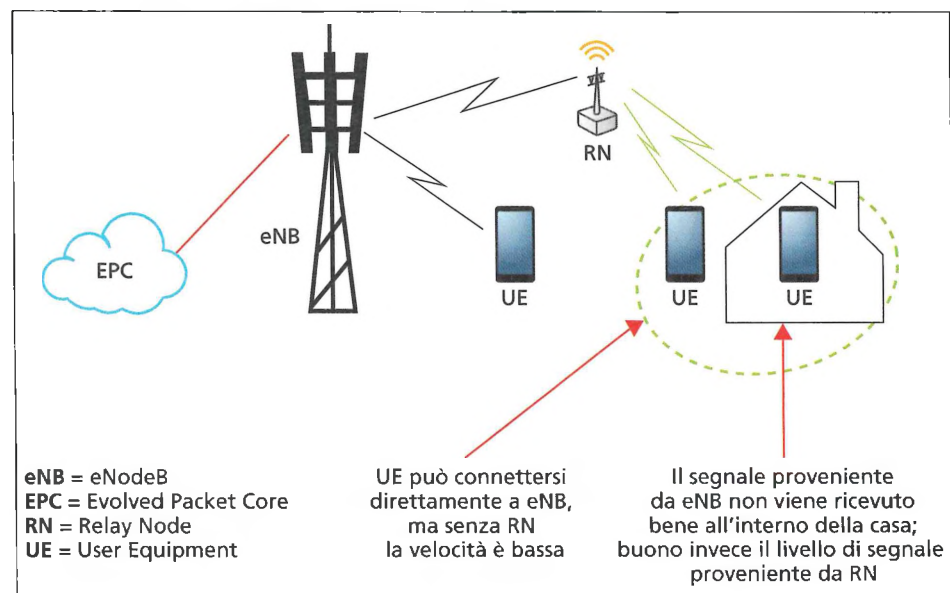 RN
eNB
EPC
UE
UE
UE
eNB = eNodeB
EPC = Evolved Packet Core
RN = Relay Node
UE = User Equipment
UE può connettersi
direttamente a eNB,
ma senza RN
la velocità è bassa
Il segnale proveniente
da eNB non viene ricevuto
bene all'interno della casa;
buono invece il livello di segnale
proveniente da RN